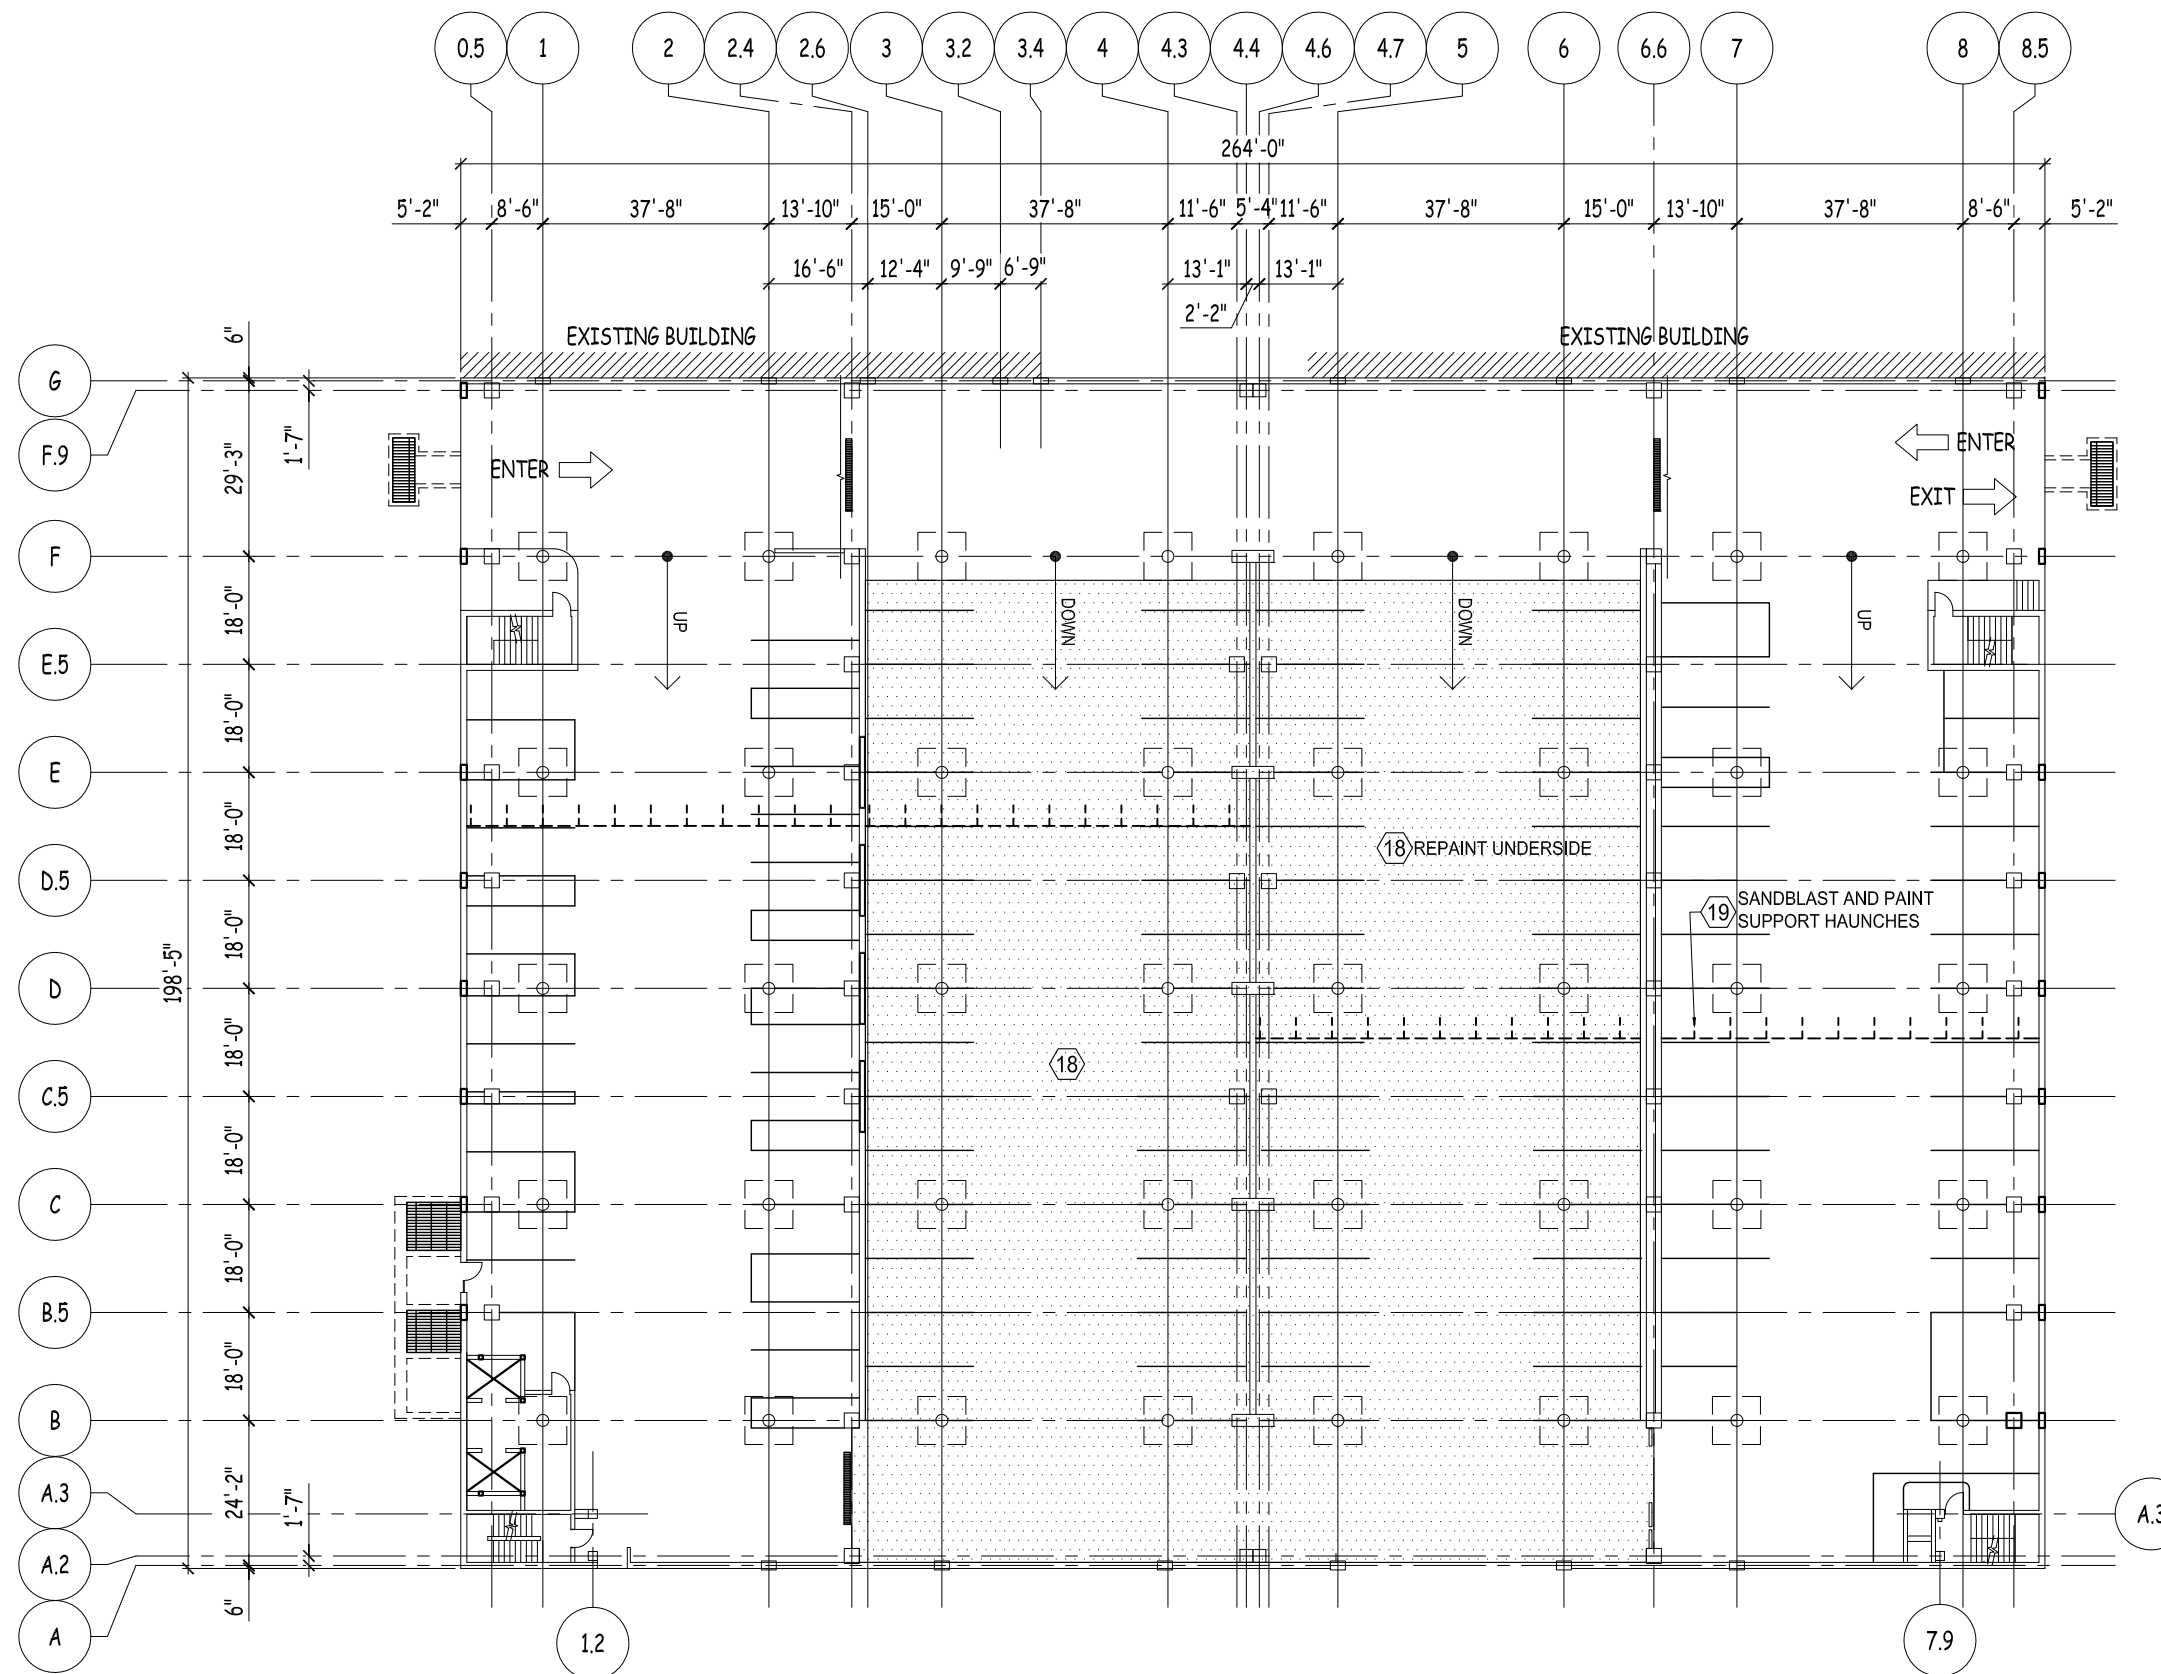 0.5 1 2 2.4 2.6 3 3.2 3.4 4 4.3 4.4 4.6 4.7 5 6 6.6 7 8 8.5
264'-0"
5'-2" 8'-6" 37'-8" 13'-10" 15'-0" 37'-8" 11'-6" 5'-4" 11'-6" 37'-8" 15'-0" 13'-10" 37'-8" 8'-6" 5'-2"
16'-6" 12'-4" 9'-9" 6'-9" 13'-1" 13'-1"
2'-2"
6"
EXISTING BUILDING EXISTING BUILDING
G
F.9
1'-7"
29'-3"
ENTER
ENTER
EXIT
F
18'-0"
UP
DOWN
DOWN
UP
E.5
18'-0"
E
18'-0"
18 REPAINT UNDERSIDE
D.5
19 SANDBLAST AND PAINT
SUPPORT HAUNCHES
18'-0"
198'-5"
D
18'-0"
18
C.5
18'-0"
C
18'-0"
B.5
18'-0"
B
24'-2"
1'-7"
A.3
A.3
A.2
6"
A
1.2
7.9